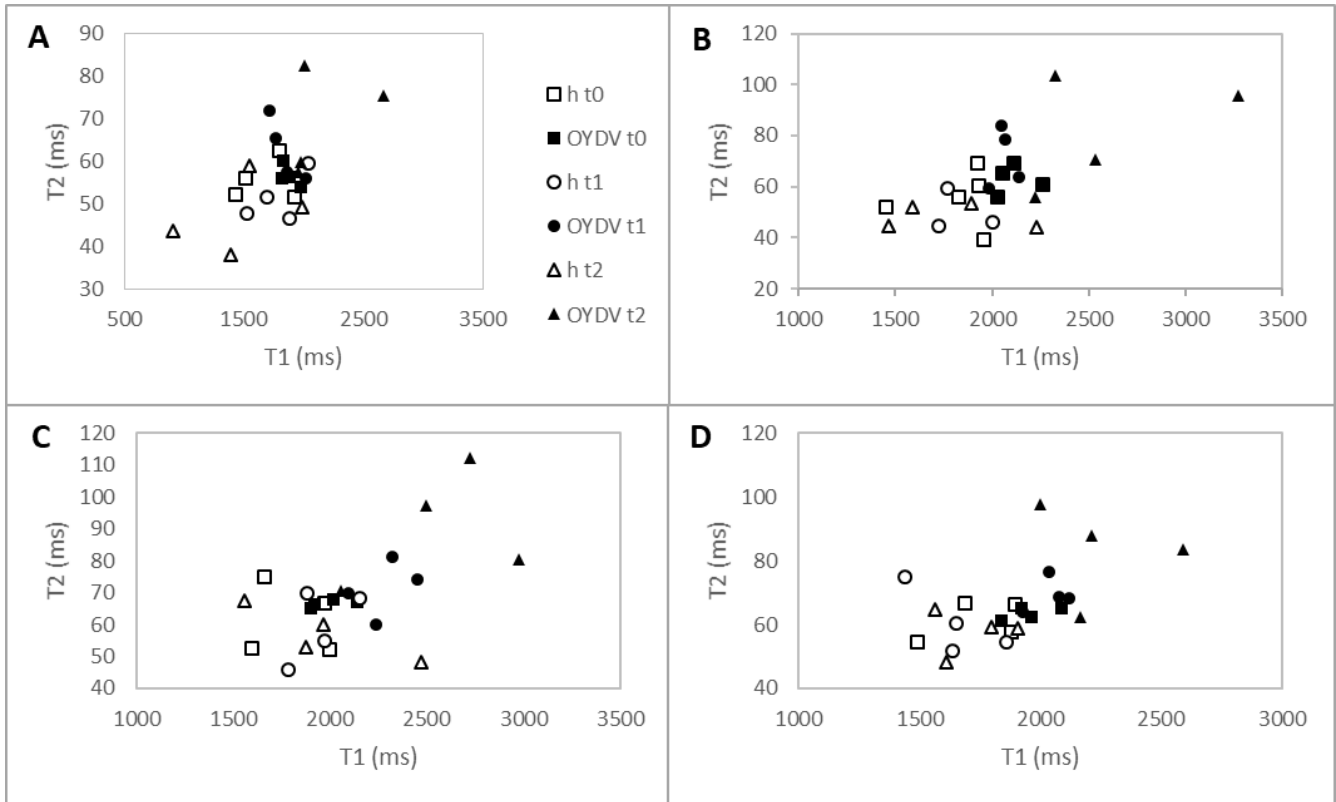 A
T2 (ms)
90
80
70
60
50
40
30
500 1500 2500 3500
T1 (ms)
h t0
OYDV t0
h t1
OYDV t1
h t2
OYDV t2
B
T2 (ms)
120
100
80
60
40
20
1000 1500 2000 2500 3000 3500
T1 (ms)
C
T2 (ms)
120
110
100
90
80
70
60
50
40
1000 1500 2000 2500 3000 3500
T1 (ms)
D
T2 (ms)
120
100
80
60
40
1000 1500 2000 2500 3000
T1 (ms)